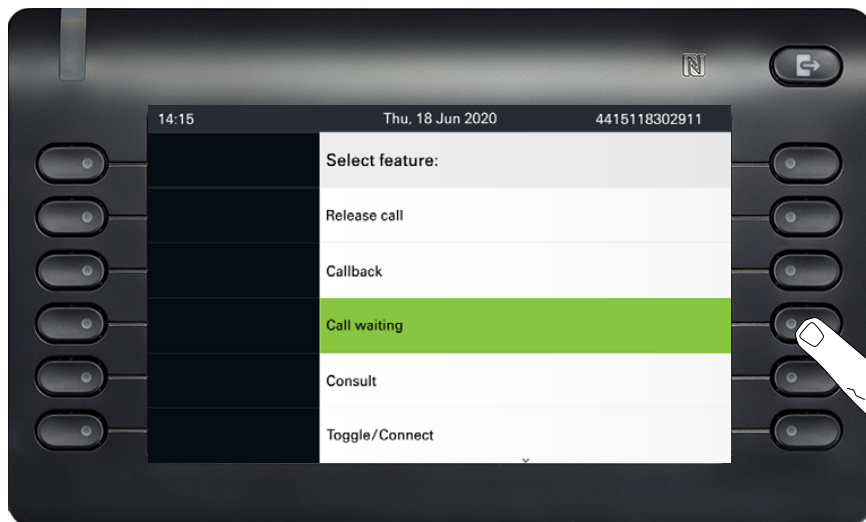 14:15 Thu, 18 Jun 2020 4415118302911
Select feature:
Release call
Callback
Call waiting
Consult
Toggle/Connect